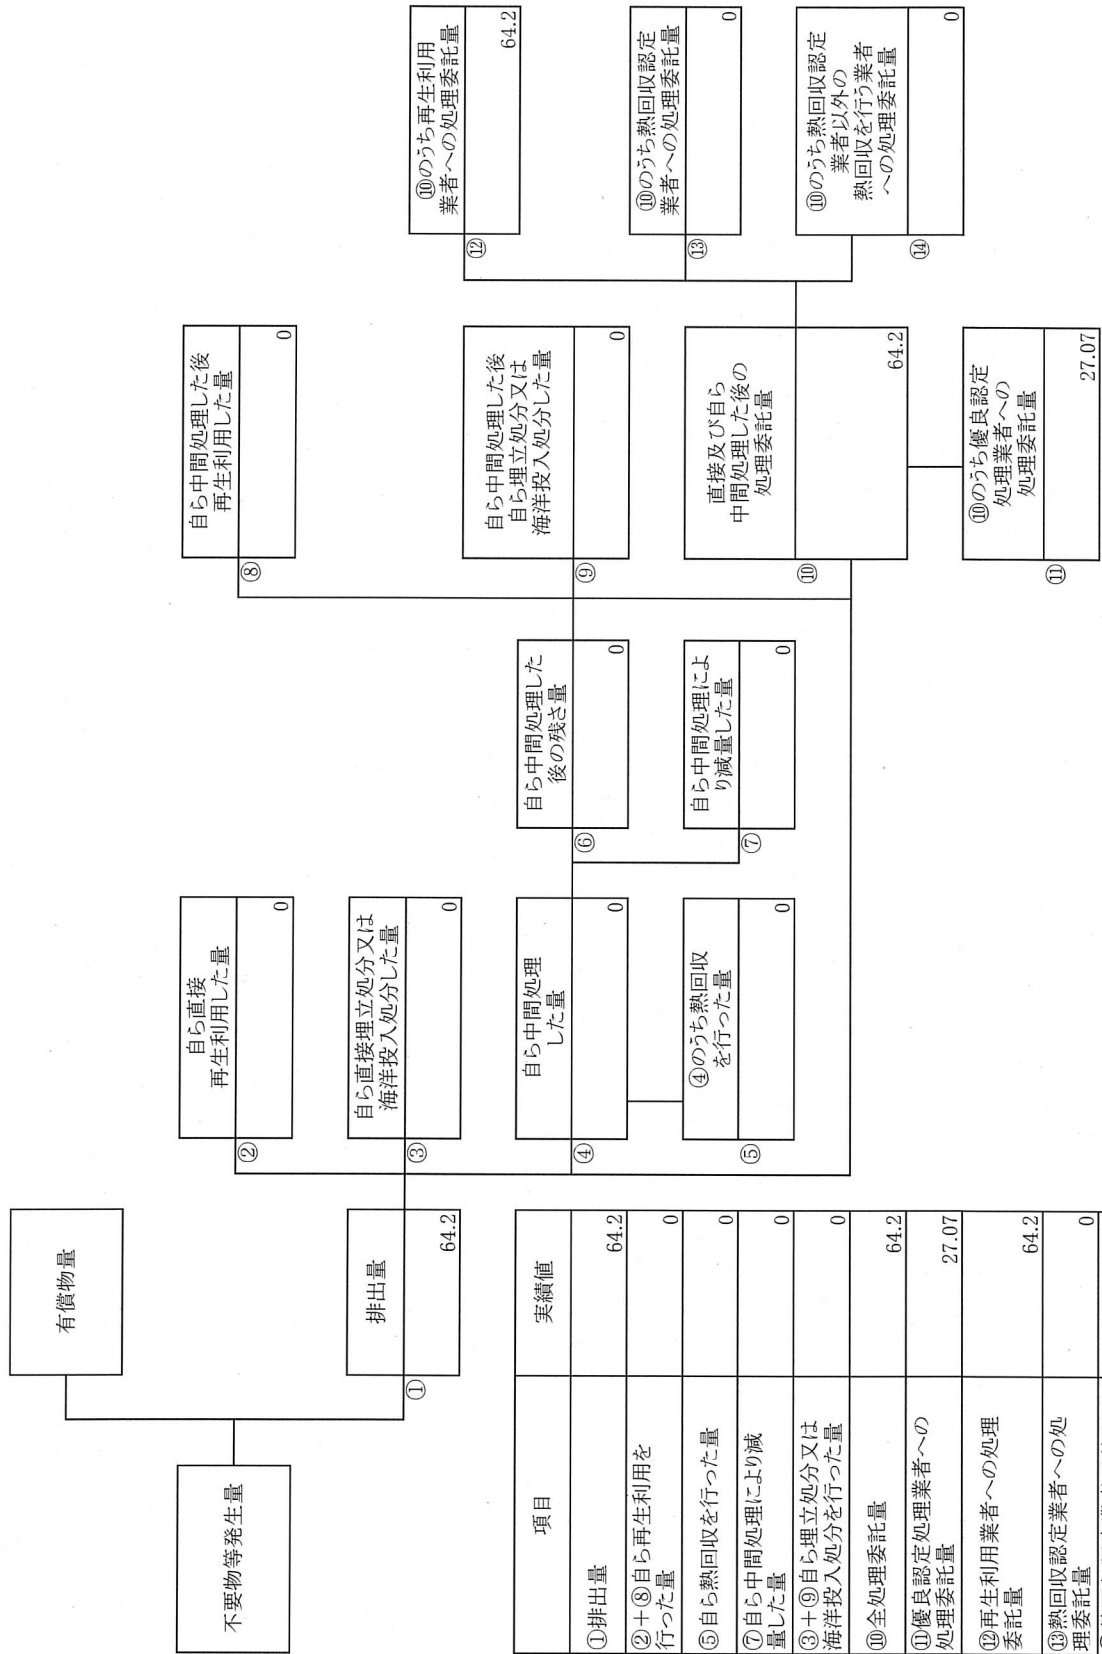 不要物等発生量
有償物量
①
排出量
64.2
②
自ら直接
再生利用した量
0
③
自ら直接埋立処分又は
海洋投入処分した量
0
④
自ら中間処理
した量
0
⑤
④のうち熱回収
を行った量
0
⑥
自ら中間処理した
後の残さ量
0
⑦
自ら中間処理によ
り減量した量
0
⑧
自ら中間処理した後
再生利用した量
0
⑨
自ら中間処理した後
自ら埋立処分又は
海洋投入処分した量
0
⑩
直接及び自ら
中間処理した後の
処理委託量
64.2
⑪
⑩のうち優良認定
処理業者への
処理委託量
27.07
⑫
⑩のうち再生利用
業者への処理委託量
64.2
⑬
⑩のうち熱回収認定
業者への処理委託量
0
⑭
⑩のうち熱回収認定
業者以外の
熱回収を行う業者
への処理委託量
0
項目 実績値
①排出量 64.2
②+⑧自ら再生利用を
行った量 0
⑤自ら熱回収を行った量 0
⑦自ら中間処理により減
量した量 0
③+⑨自ら埋立処分又は
海洋投入処分を行った量 0
⑩全処理委託量 64.2
⑪優良認定処理業者への
処理委託量 27.07
⑫再生利用業者への処理
委託量 64.2
⑬熱回収認定業者への処
理委託量 0